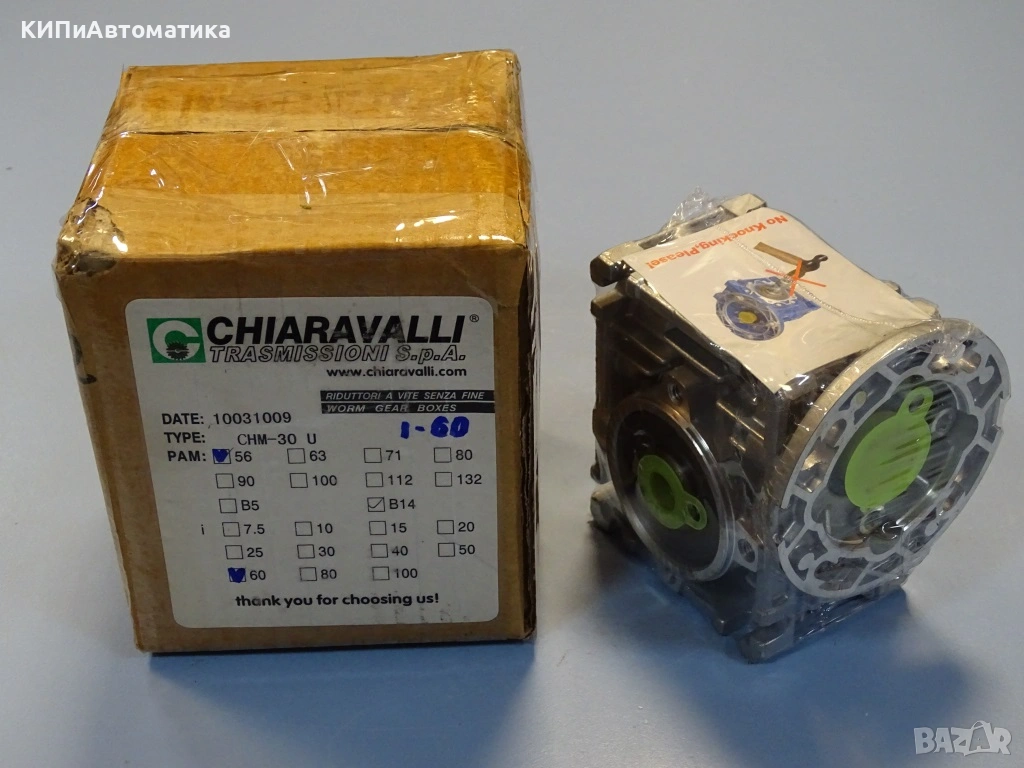 КИПиАвтоматика
CHIARAVALLI®
TRASMISSIONI S.p.A.
www.chiaravalli.com
RIDUTTORI A VITE SENZA FINE
WORM GEAR BOXES
DATE: 10031009
1-60
TYPE: CHM-30 U
PAM: 56 63 71 80
90 100 112 132
B5 B14
i 7.5 10 15 20
25 30 40 50
60 80 100
thank you for choosing us!
No Knocking,Please!
BAZAR